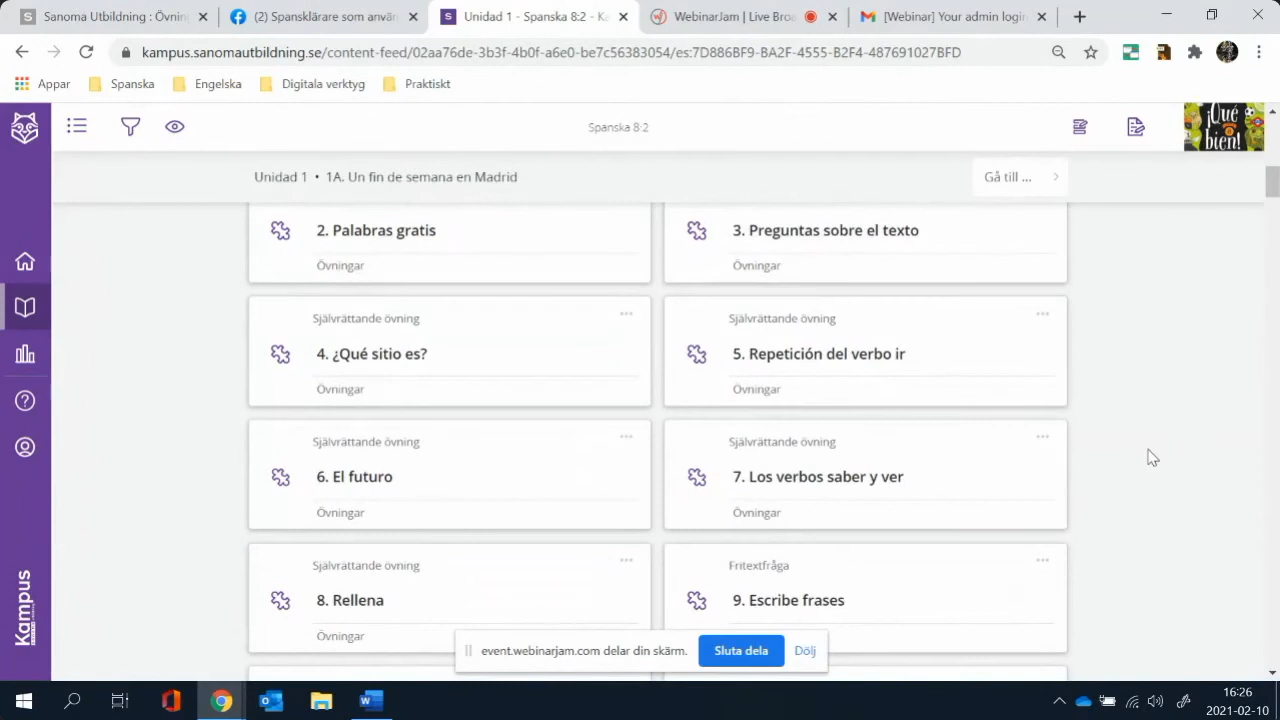 Sanoma Utbildning : Övnin
(2) Spansklärare som använ
Unidad 1 - Spanska 8:2 - Ka
WebinarJam | Live Broa
[Webinar] Your admin login
kampus.sanomautbildning.se/content-feed/02aa76de-3b3f-4b0f-a6e0-be7c56383054/es:7D886BF9-BA2F-4555-B2F4-487691027BFD
Appar
Spanska
Engelska
Digitala verktyg
Praktiskt
Spanska 8:2
¡Qué
bien!
Unidad 1 • 1A. Un fin de semana en Madrid
Gå till ...
2. Palabras gratis
Övningar
3. Preguntas sobre el texto
Övningar
Självrättande övning
4. ¿Qué sitio es?
Övningar
Självrättande övning
5. Repetición del verbo ir
Övningar
Självrättande övning
6. El futuro
Övningar
Självrättande övning
7. Los verbos saber y ver
Övningar
Självrättande övning
8. Rellena
Övningar
Fritextfråga
9. Escribe frases
Kampus
event.webinarjam.com delar din skärm.
Sluta dela
Dölj
16:26
2021-02-10